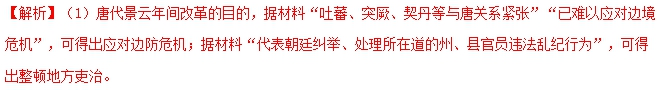 【解析】（1）唐代景云年间改革的目的，据材料“吐蕃、突厥、契丹等与唐关系紧张”“已难以应对边境
危机”，可得出应对边防危机；据材料“代表朝廷纠举、处理所在道的州、县官员违法乱纪行为”，可得
出整顿地方吏治。